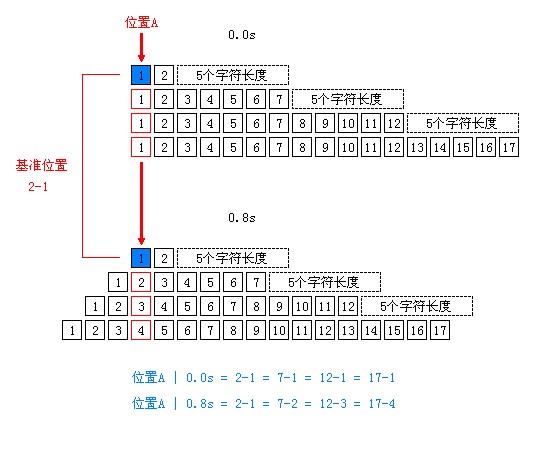 位置A
0.0s
1 2 5个字符长度
1 2 3 4 5 6 7 5个字符长度
1 2 3 4 5 6 7 8 9 10 11 12 5个字符长度
1 2 3 4 5 6 7 8 9 10 11 12 13 14 15 16 17
基准位置
2-1
0.8s
1 2 5个字符长度
1 2 3 4 5 6 7 5个字符长度
1 2 3 4 5 6 7 8 9 10 11 12 5个字符长度
1 2 3 4 5 6 7 8 9 10 11 12 13 14 15 16 17
位置A | 0.0s = 2-1 = 7-1 = 12-1 = 17-1
位置A | 0.8s = 2-1 = 7-2 = 12-3 = 17-4